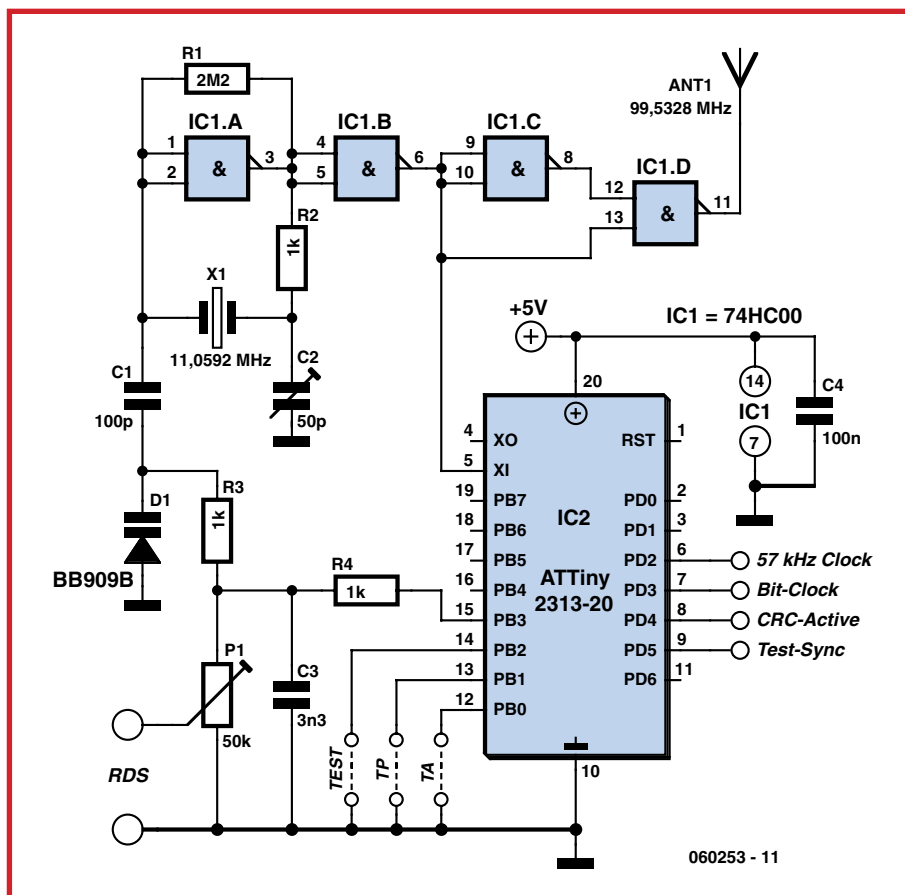 R1
2M2
ANT1
99,5328 MHz
IC1.A
IC1.B
IC1.C
IC1.D
1
2
&
3
4
5
&
6
9
10
&
8
12
13
&
11
R2
1k
X1
11,0592 MHz
C1
100p
C2
50p
+5V
IC1 = 74HC00
14
IC1
7
C4
100n
20
4 XO RST 1
5 XI
19 PB7 PD0 2
18 PB6 IC2 PD1 3
17 PB5 PD2 6 57 kHz Clock
16 PB4 ATTiny PD3 7 Bit-Clock
15 PB3 2313-20 PD4 8 CRC-Active
14 PB2 PD5 9 Test-Sync
13 PB1 PD6 11
12 PB0
10
D1
BB909B
R3
1k
R4
1k
P1
50k
C3
3n3
RDS
TEST
TP
TA
060253 - 11